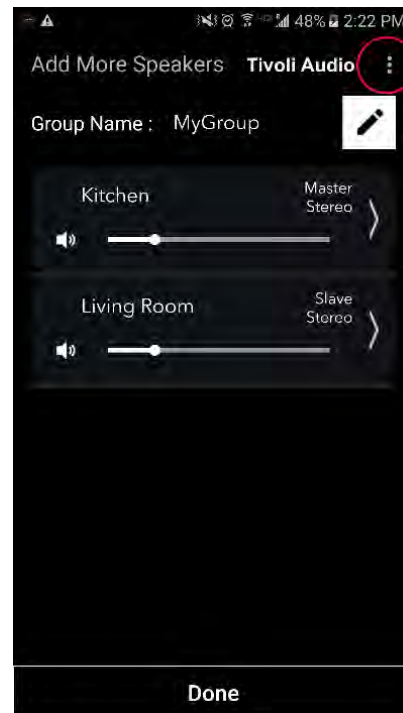 48% 2:22 PM
Add More Speakers Tivoli Audio
Group Name : MyGroup
Kitchen
Master
Stereo
Living Room
Slave
Stereo
Done